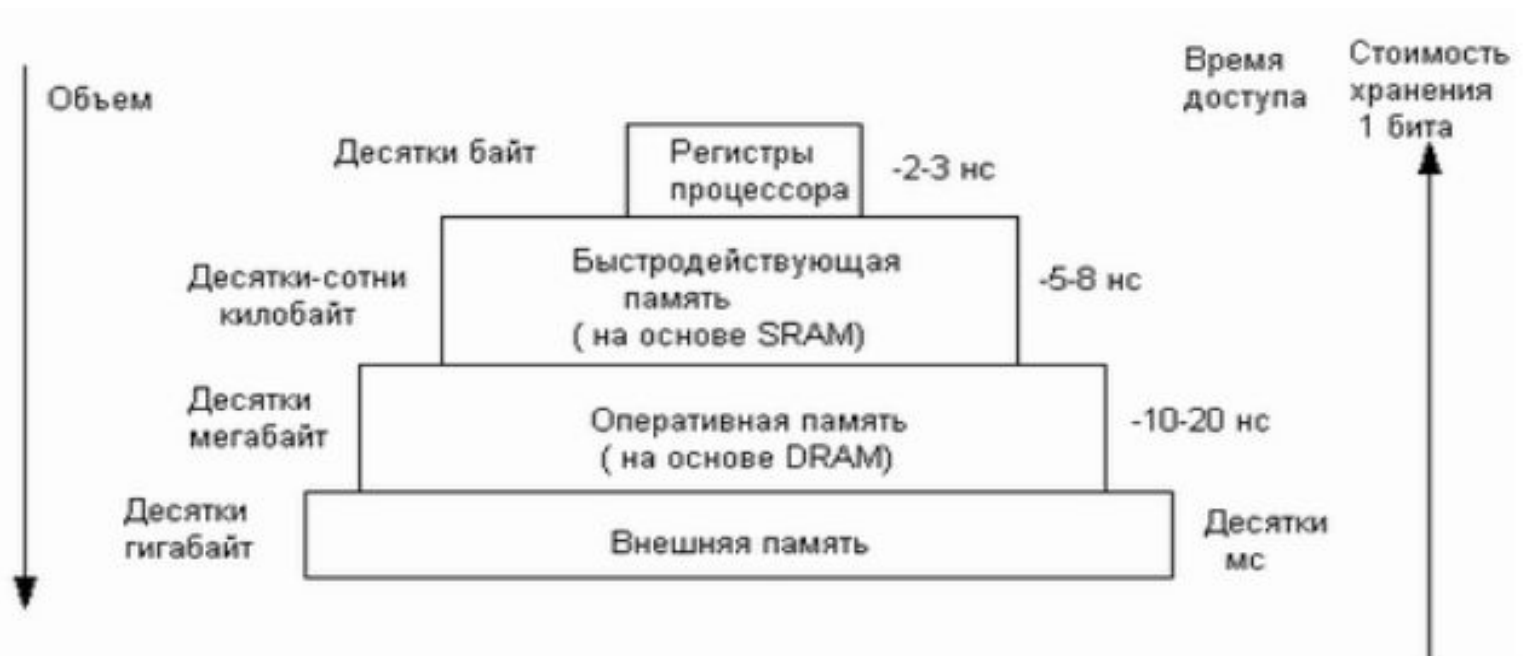 Объем
Время
доступа
Стоимость
хранения
1 бита
Десятки байт
Регистры
процессора
-2-3 нс
Десятки-сотни
килобайт
Быстродействующая
память
( на основе SRAM)
-5-8 нс
Десятки
мегабайт
Оперативная память
( на основе DRAM)
-10-20 нс
Десятки
гигабайт
Внешняя память
Десятки
мс